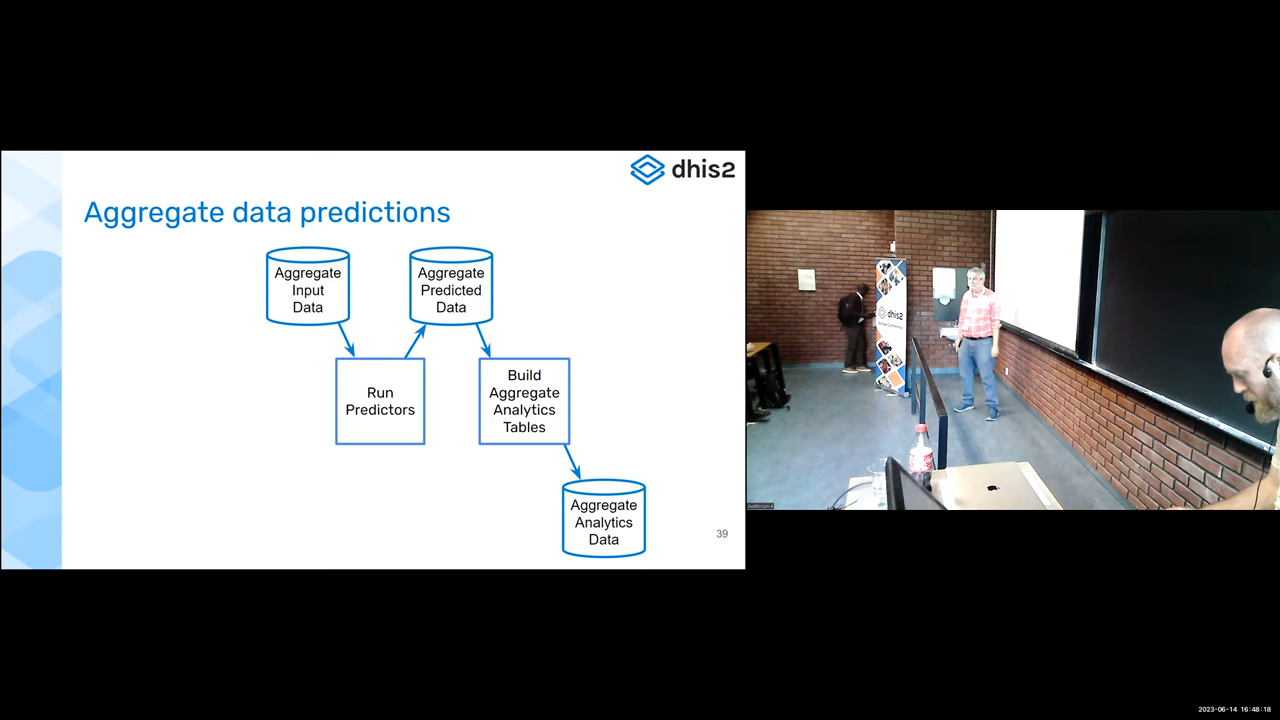 dhis2
Aggregate data predictions
Aggregate
Input
Data
Aggregate
Predicted
Data
Run
Predictors
Build
Aggregate
Analytics
Tables
Aggregate
Analytics
Data
39
dhis2
2023-06-14 16:48:18